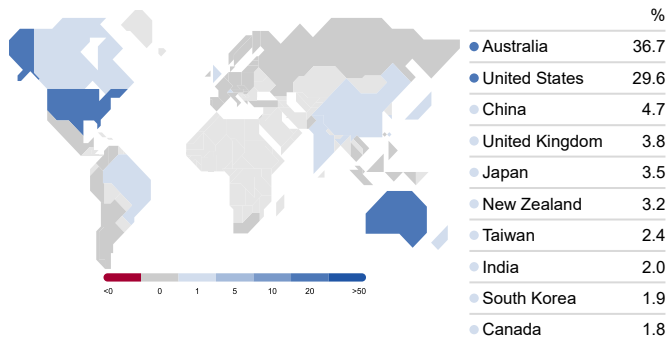 %
Australia 36.7
United States 29.6
China 4.7
United Kingdom 3.8
Japan 3.5
New Zealand 3.2
Taiwan 2.4
India 2.0
South Korea 1.9
Canada 1.8
<0 0 1 5 10 20 >50